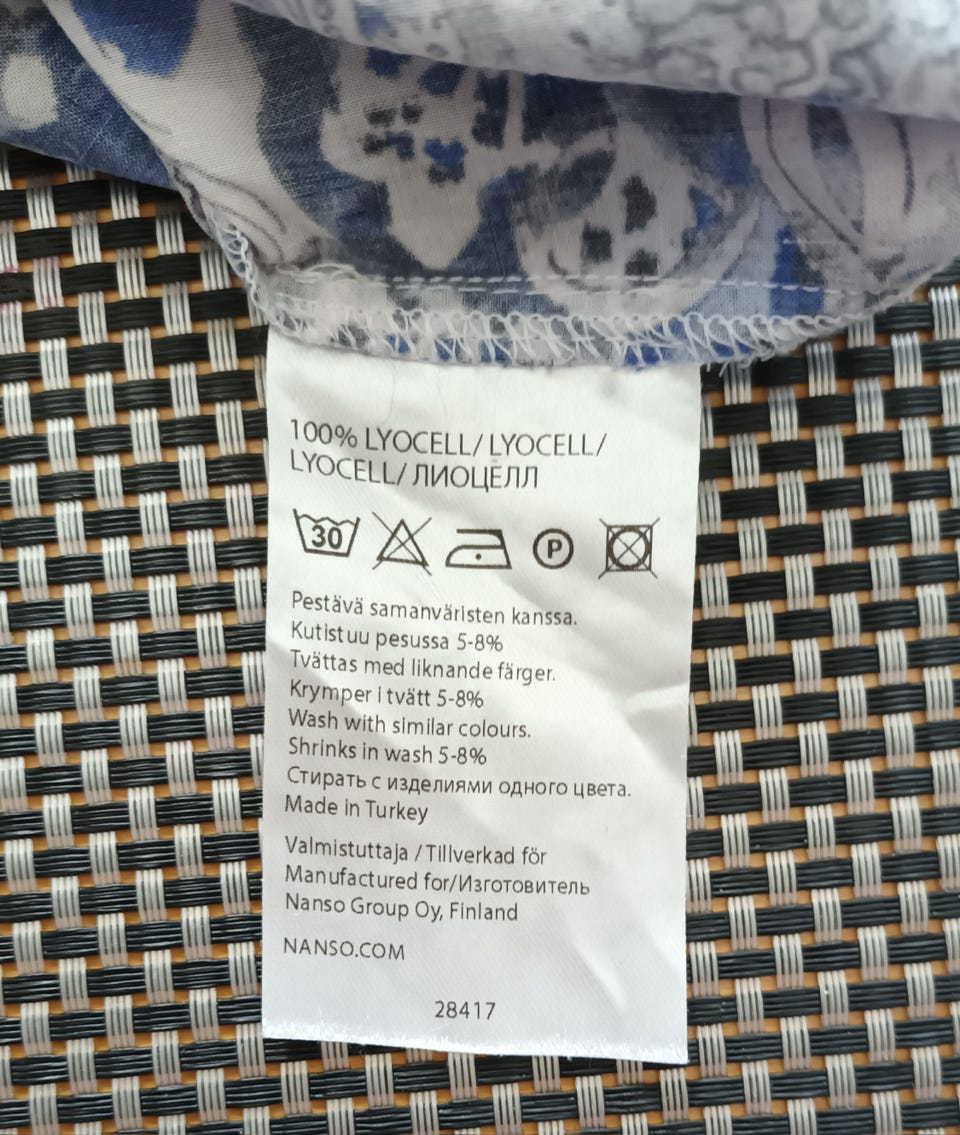 100% LYOCELL/ LYOCELL/
LYOCELL/ ЛИОЦЕЛЛ
30 P
Pestävä samanväristen kanssa.
Kutistuu pesussa 5-8%
Tvättas med liknande färger.
Krymper i tvätt 5-8%
Wash with similar colours.
Shrinks in wash 5-8%
Стирать с изделиями одного цвета.
Made in Turkey
Valmistuttaja / Tillverkad för
Manufactured for/Изготовитель
Nanso Group Oy, Finland
NANSO.COM
28417